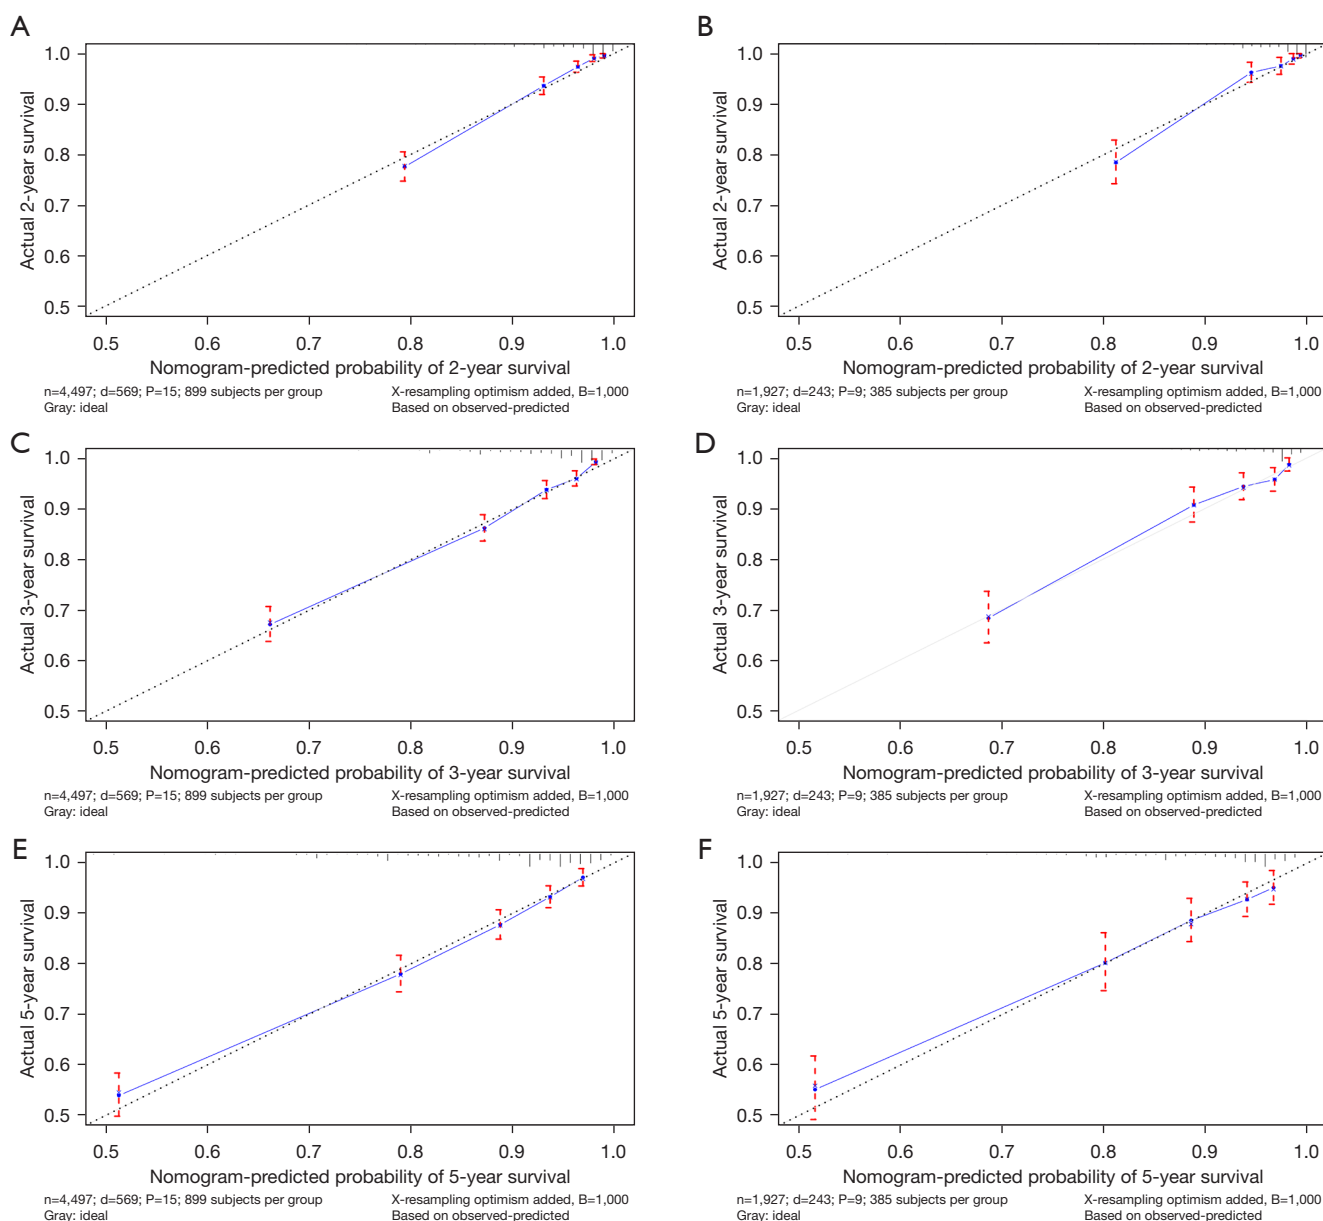 A
1.0
0.9
0.8
0.7
0.6
0.5
Actual 2-year survival
0.5 0.6 0.7 0.8 0.9 1.0
Nomogram-predicted probability of 2-year survival
n=4,497; d=569; P=15; 899 subjects per group X-resampling optimism added, B=1,000
Gray: ideal Based on observed-predicted
B
1.0
0.9
0.8
0.7
0.6
0.5
Actual 2-year survival
0.5 0.6 0.7 0.8 0.9 1.0
Nomogram-predicted probability of 2-year survival
n=1,927; d=243; P=9; 385 subjects per group X-resampling optimism added, B=1,000
Gray: ideal Based on observed-predicted
C
1.0
0.9
0.8
0.7
0.6
0.5
Actual 3-year survival
0.5 0.6 0.7 0.8 0.9 1.0
Nomogram-predicted probability of 3-year survival
n=4,497; d=569; P=15; 899 subjects per group X-resampling optimism added, B=1,000
Gray: ideal Based on observed-predicted
D
1.0
0.9
0.8
0.7
0.6
0.5
Actual 3-year survival
0.5 0.6 0.7 0.8 0.9 1.0
Nomogram-predicted probability of 3-year survival
n=1,927; d=243; P=9; 385 subjects per group X-resampling optimism added, B=1,000
Gray: ideal Based on observed-predicted
E
1.0
0.9
0.8
0.7
0.6
0.5
Actual 5-year survival
0.5 0.6 0.7 0.8 0.9 1.0
Nomogram-predicted probability of 5-year survival
n=4,497; d=569; P=15; 899 subjects per group X-resampling optimism added, B=1,000
Gray: ideal Based on observed-predicted
F
1.0
0.9
0.8
0.7
0.6
0.5
Actual 5-year survival
0.5 0.6 0.7 0.8 0.9 1.0
Nomogram-predicted probability of 5-year survival
n=1,927; d=243; P=9; 385 subjects per group X-resampling optimism added, B=1,000
Gray: ideal Based on observed-predicted